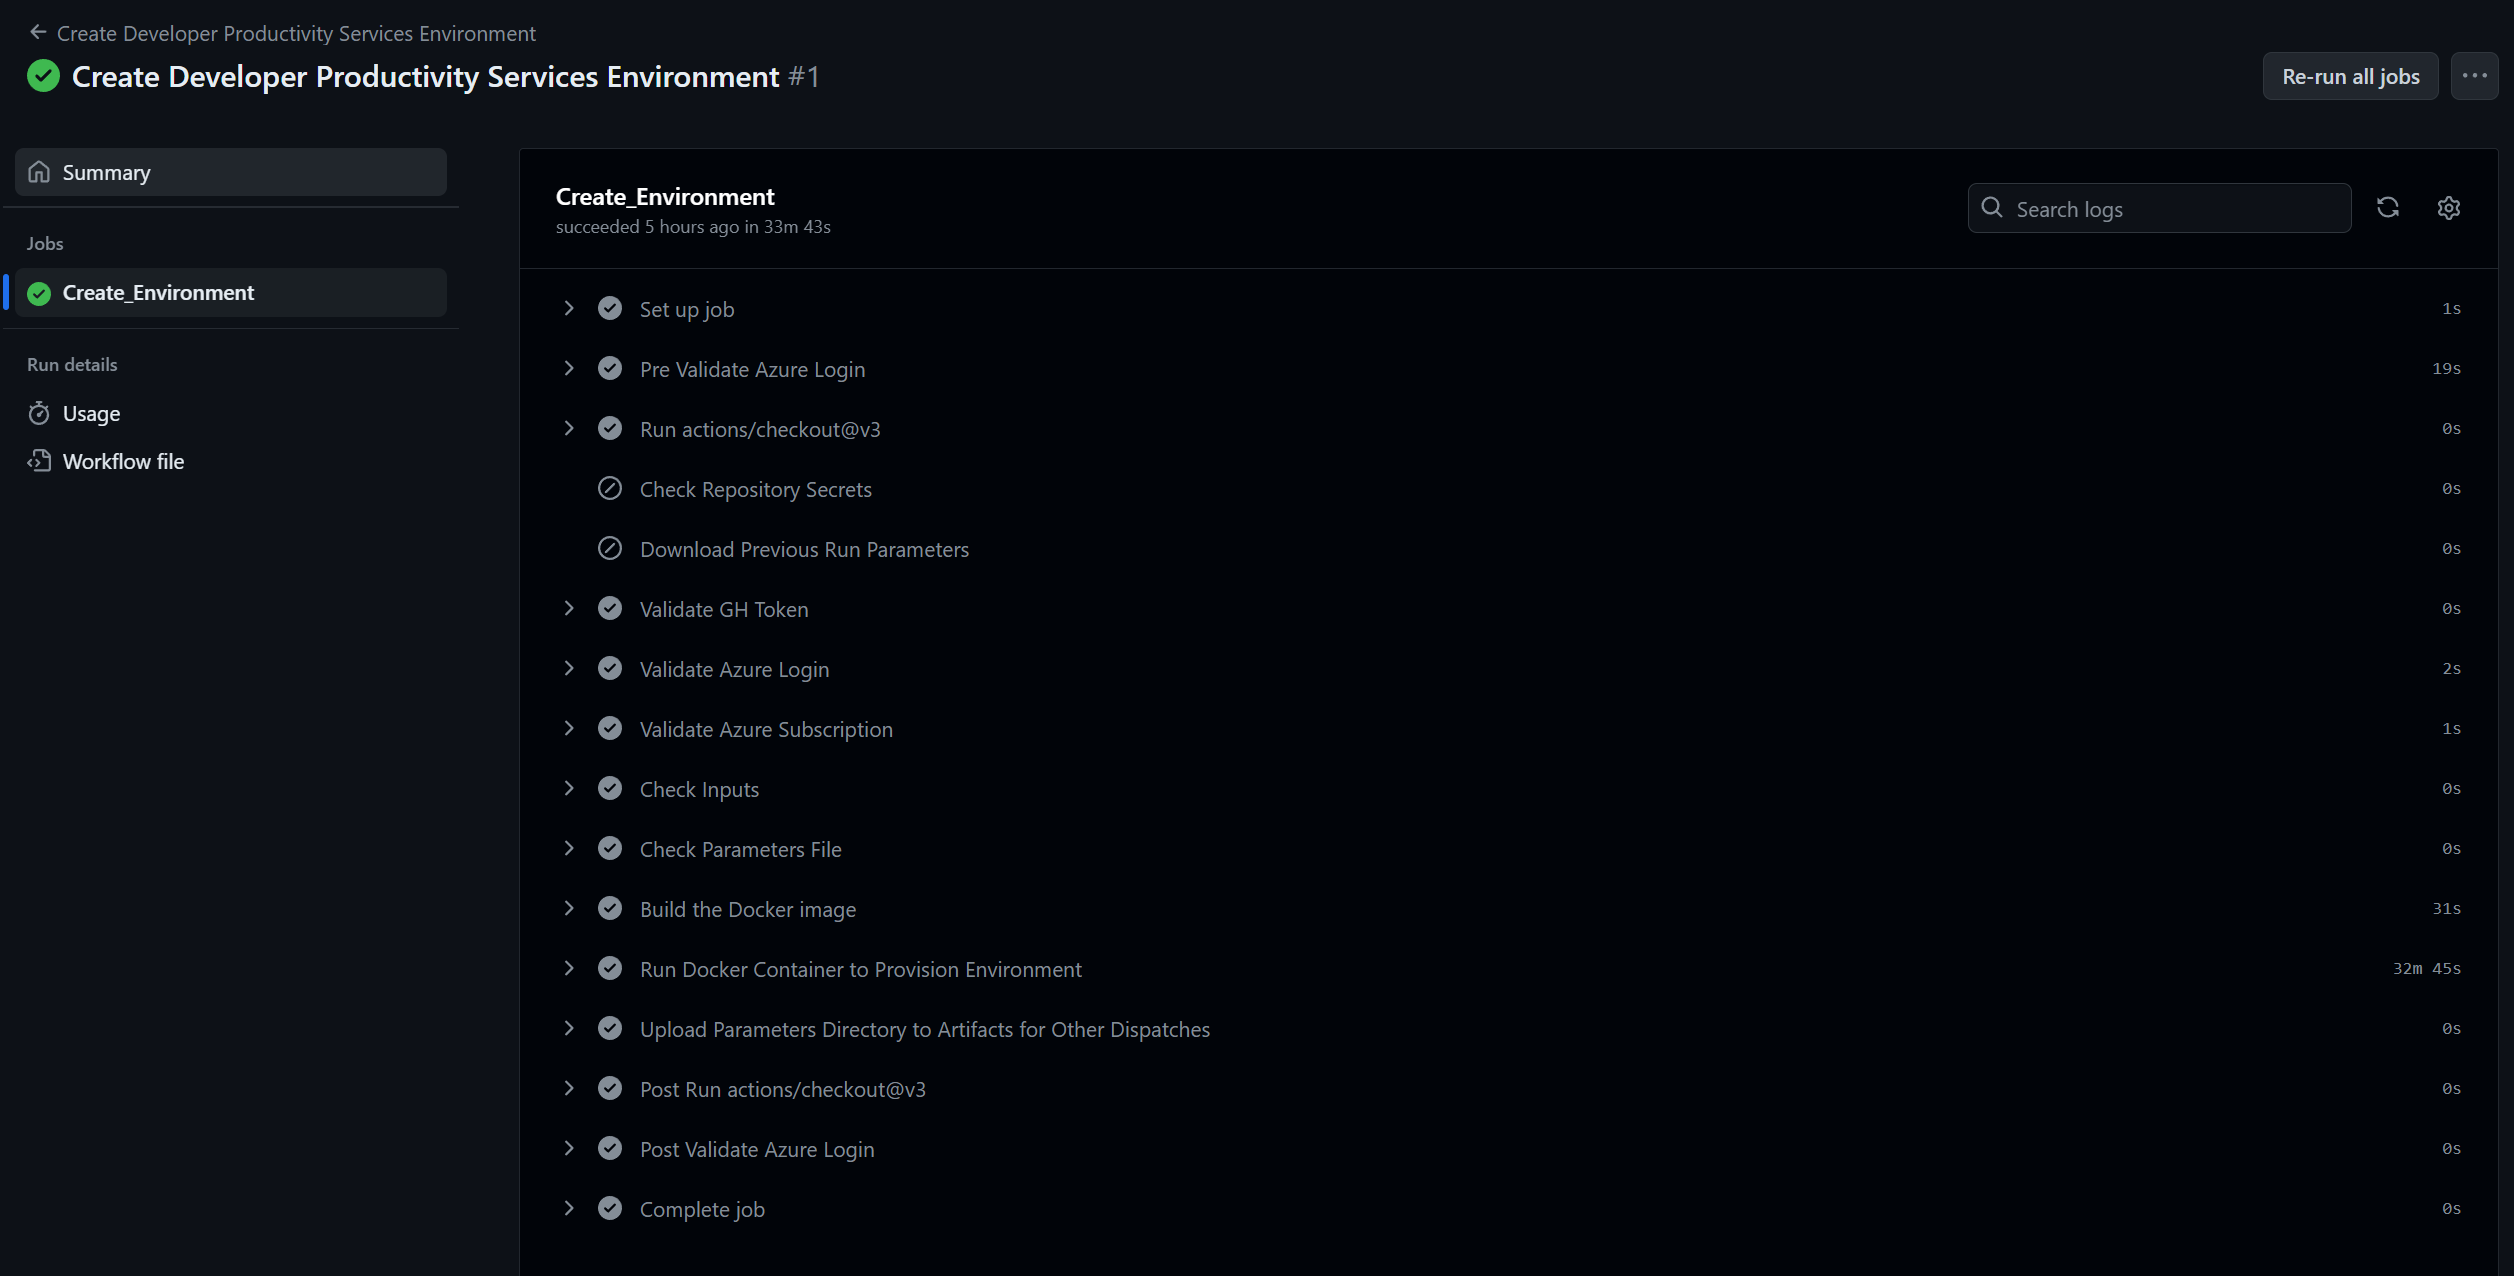 Create Developer Productivity Services Environment
Create Developer Productivity Services Environment #1
Re-run all jobs
Summary
Jobs
Create_Environment
Run details
Usage
Workflow file
Create_Environment
succeeded 5 hours ago in 33m 43s
Search logs
Set up job 1s
Pre Validate Azure Login 19s
Run actions/checkout@v3 0s
Check Repository Secrets 0s
Download Previous Run Parameters 0s
Validate GH Token 0s
Validate Azure Login 2s
Validate Azure Subscription 1s
Check Inputs 0s
Check Parameters File 0s
Build the Docker image 31s
Run Docker Container to Provision Environment 32m 45s
Upload Parameters Directory to Artifacts for Other Dispatches 0s
Post Run actions/checkout@v3 0s
Post Validate Azure Login 0s
Complete job 0s